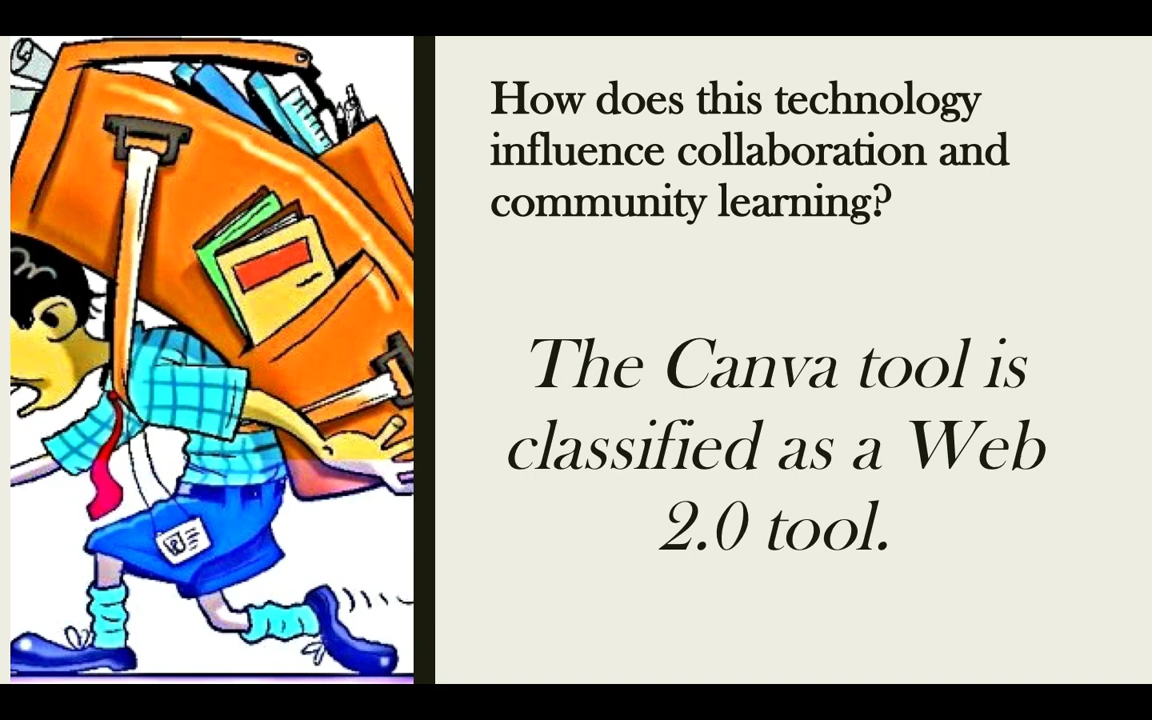 How does this technology
influence collaboration and
community learning?
The Canva tool is
classified as a Web
2.0 tool.